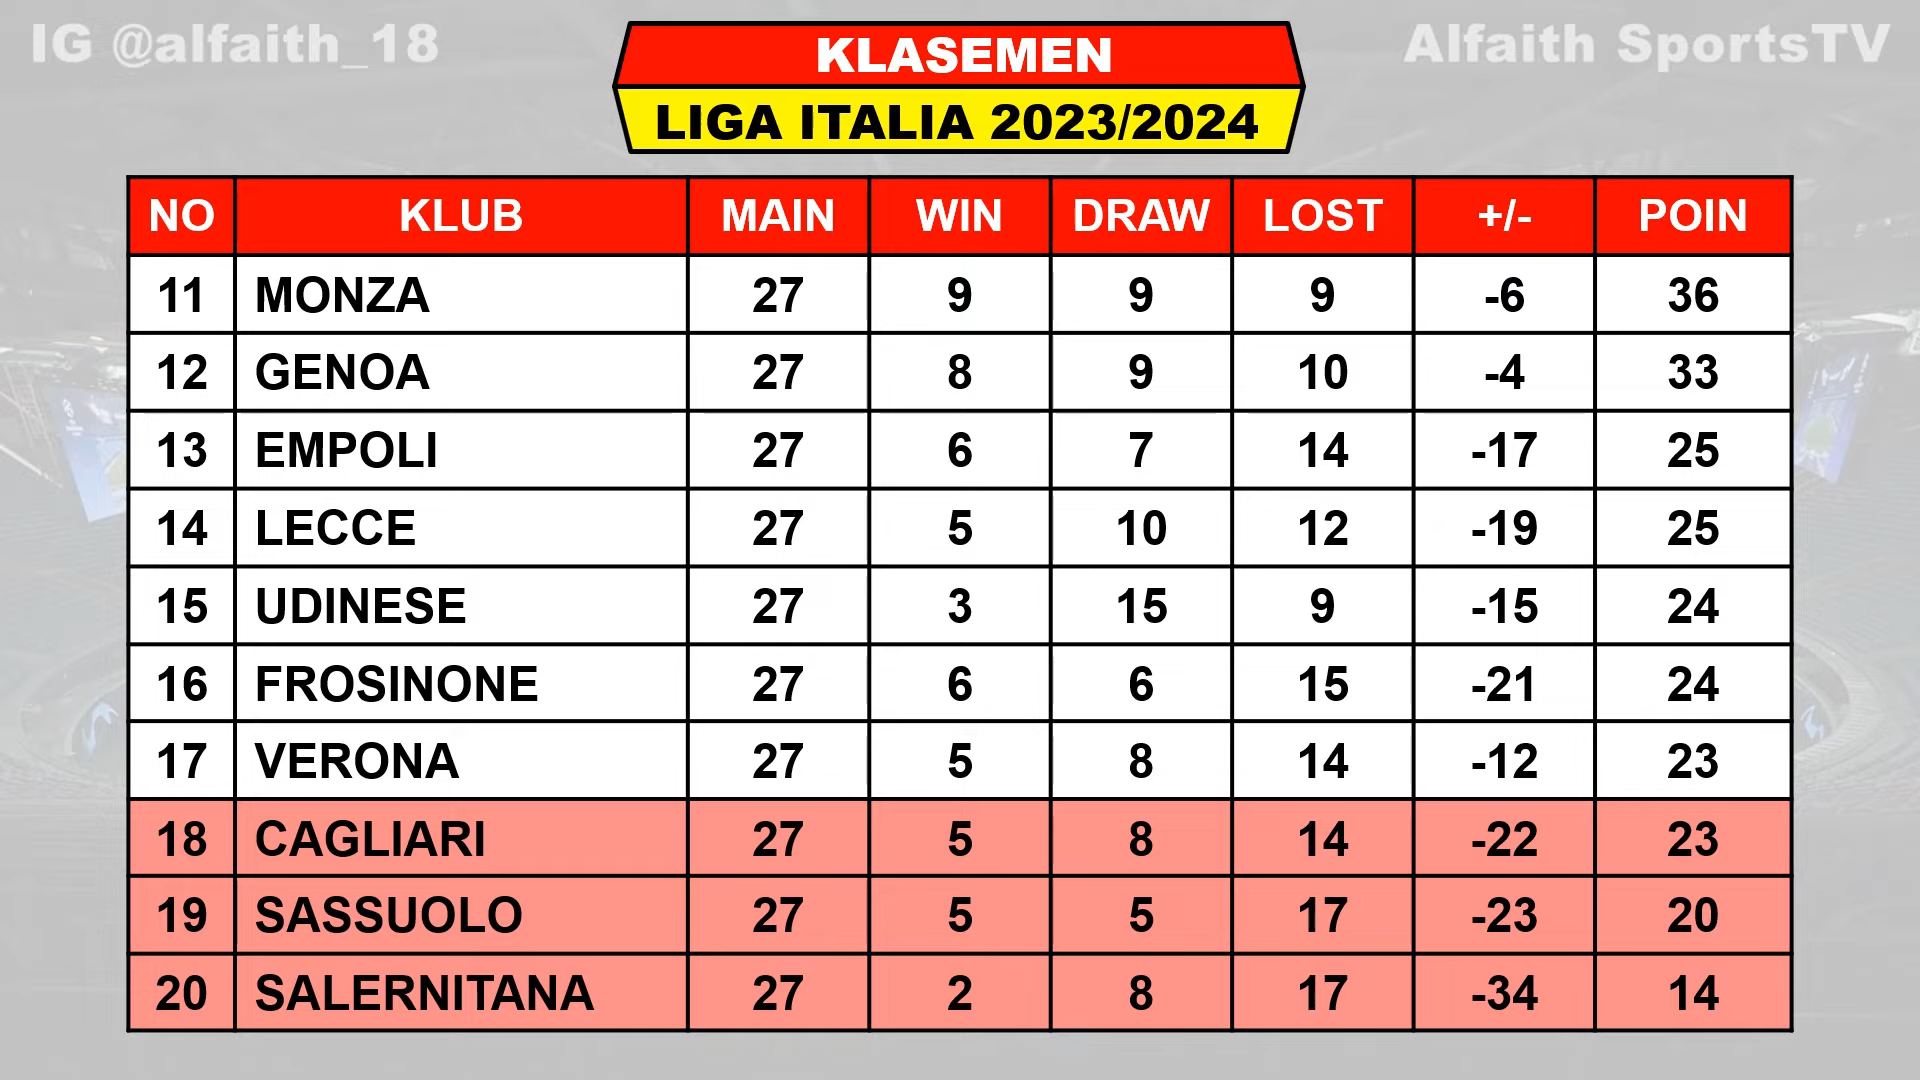 IG @alfaith_18
KLASEMEN
Alfaith SportsTV
LIGA ITALIA 2023/2024
NO KLUB MAIN WIN DRAW LOST +/- POIN
11 MONZA 27 9 9 9 -6 36
12 GENOA 27 8 9 10 -4 33
13 EMPOLI 27 6 7 14 -17 25
14 LECCE 27 5 10 12 -19 25
15 UDINESE 27 3 15 9 -15 24
16 FROSINONE 27 6 6 15 -21 24
17 VERONA 27 5 8 14 -12 23
18 CAGLIARI 27 5 8 14 -22 23
19 SASSUOLO 27 5 5 17 -23 20
20 SALERNITANA 27 2 8 17 -34 14